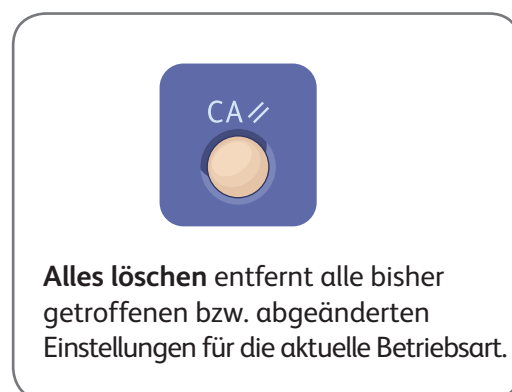 CA//
Alles löschen entfernt alle bisher
getroffenen bzw. abgeänderten
Einstellungen für die aktuelle Betriebsart.